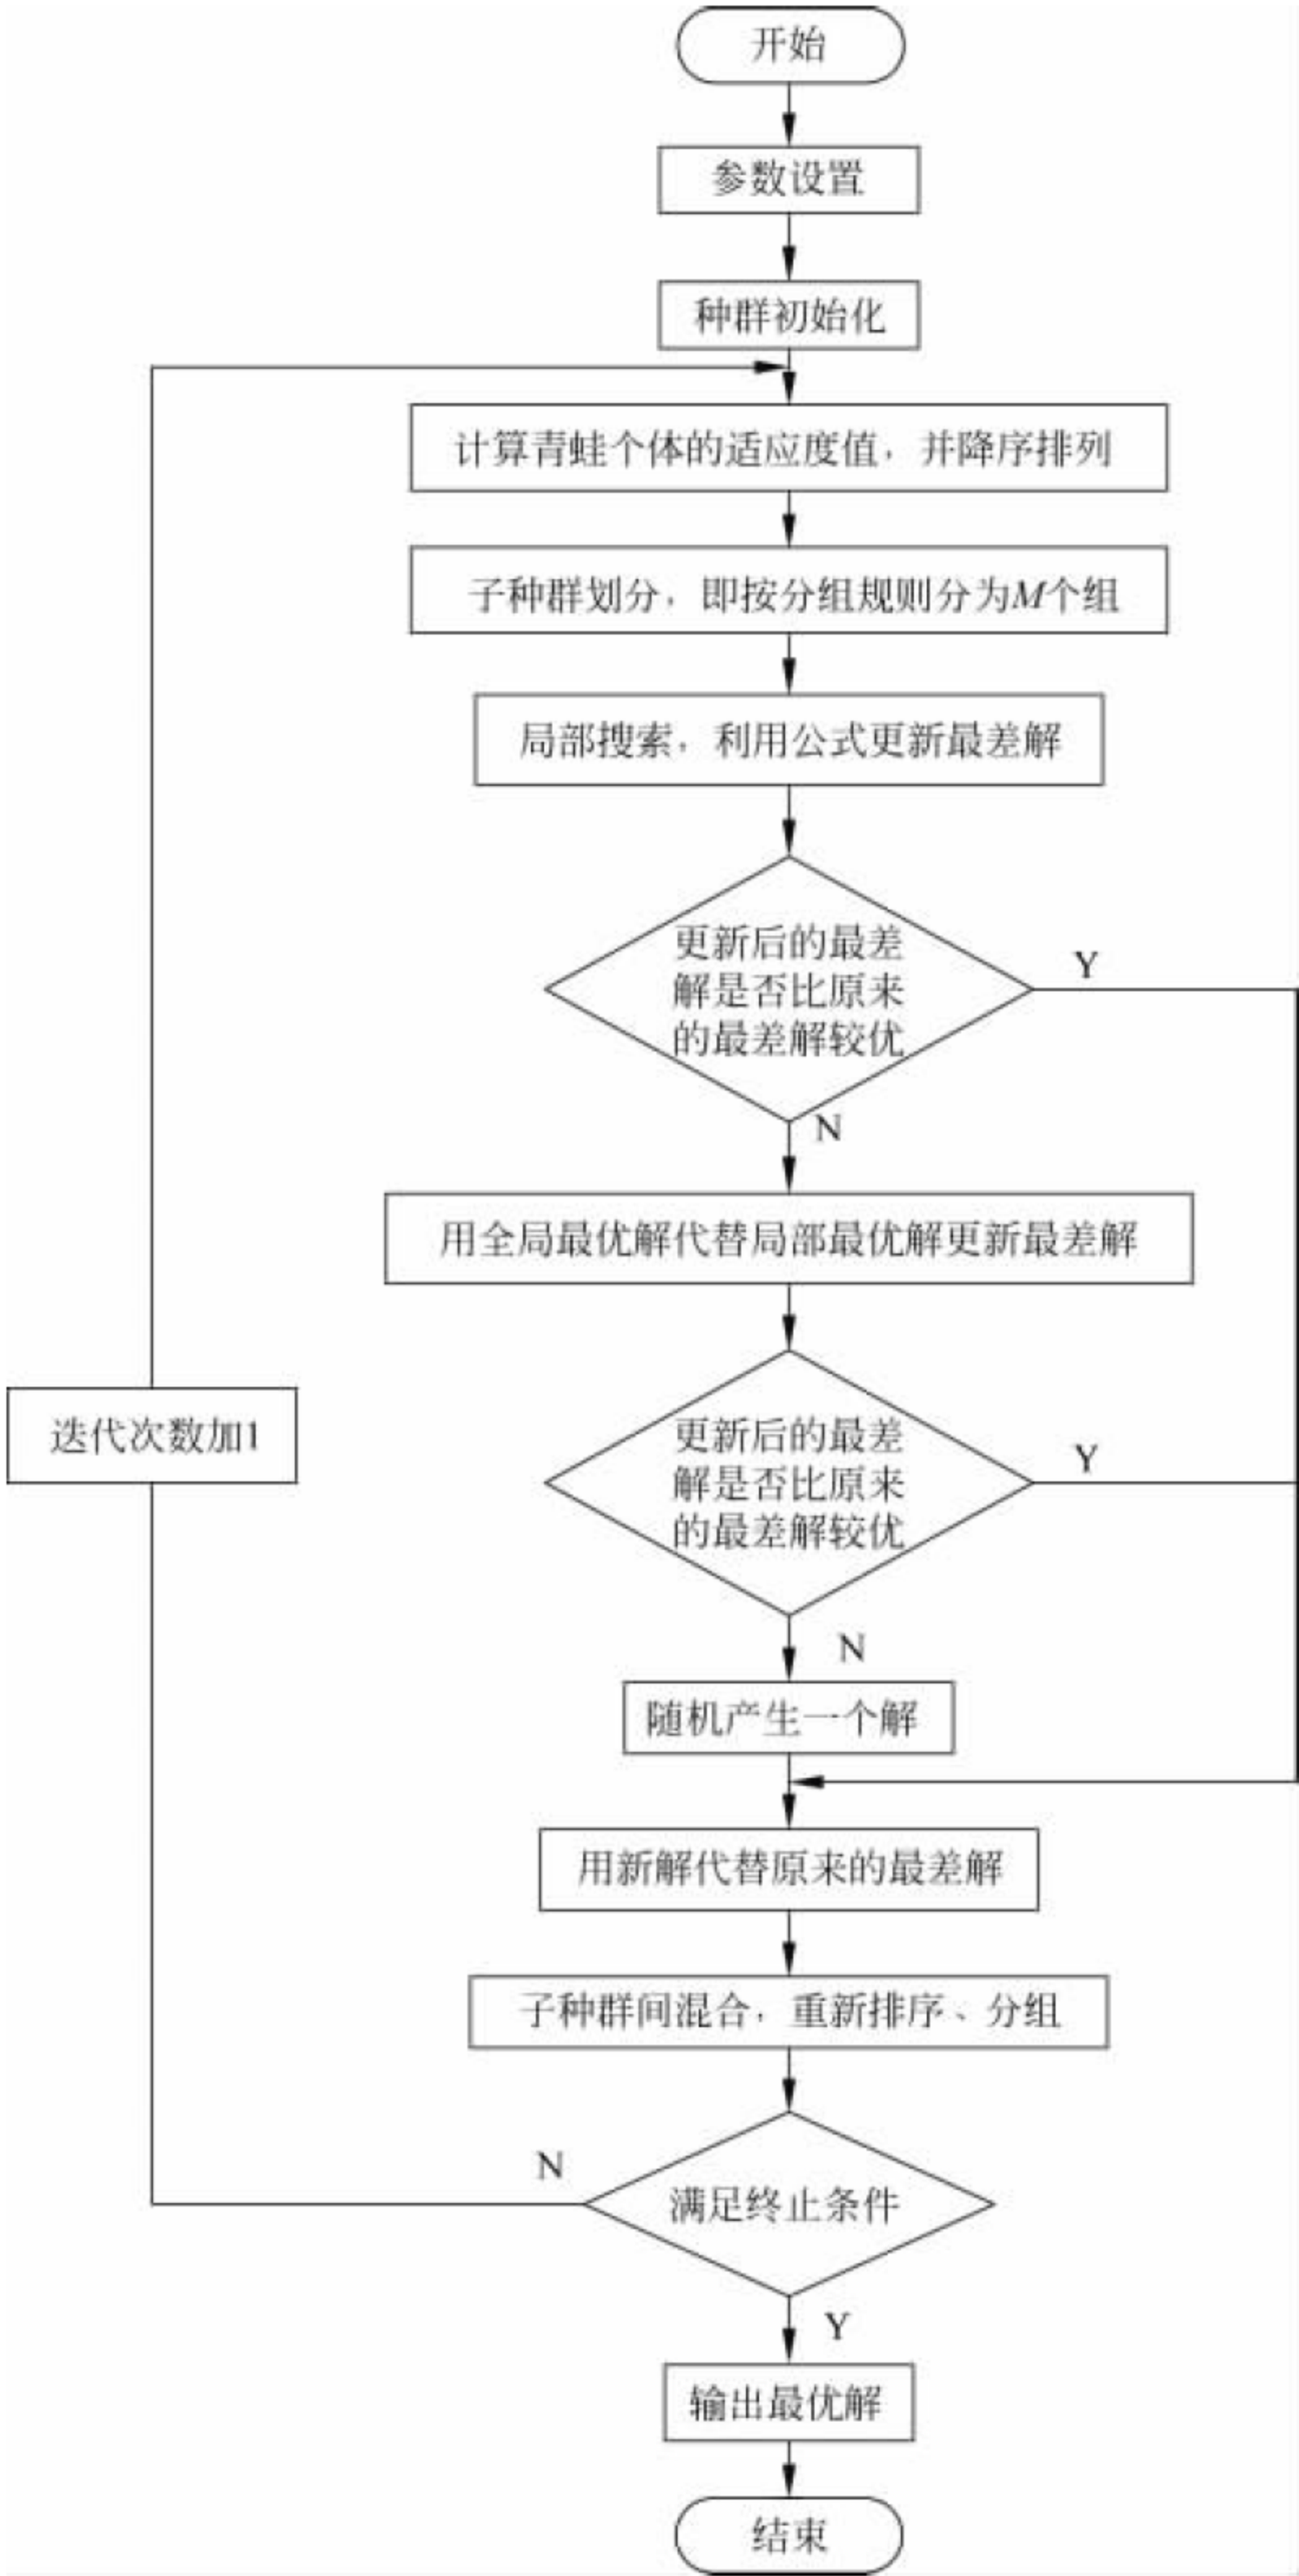 开始
参数设置
种群初始化
计算青蛙个体的适应度值，并降序排列
子种群划分，即按分组规则分为M个组
局部搜索，利用公式更新最差解
更新后的最差
解是否比原来
的最差解较优
Y
N
用全局最优解代替局部最优解更新最差解
迭代次数加1
更新后的最差
解是否比原来
的最差解较优
Y
N
随机产生一个解
用新解代替原来的最差解
子种群间混合，重新排序、分组
N
满足终止条件
Y
输出最优解
结束